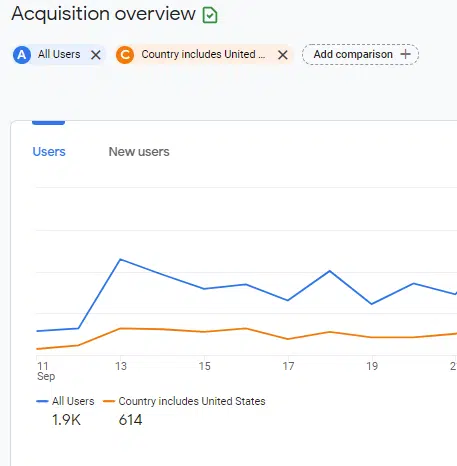 Acquisition overview
A All Users × C Country includes United ... × Add comparison +
Users New users
11 13 15 17 19 2
Sep
All Users Country includes United States
1.9K 614